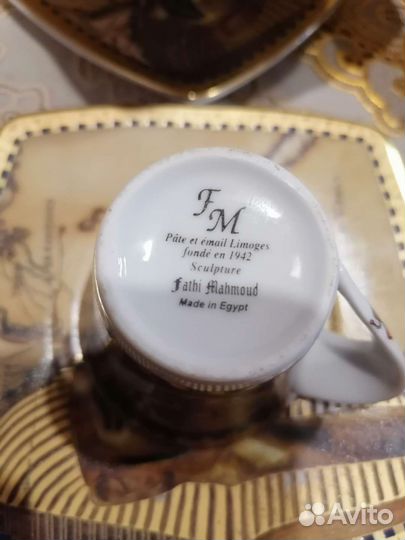 FM
Pâte et émail Limoges
fondé en 1942
Sculpture
Fathi Mahmoud
Made in Egypt
Avito